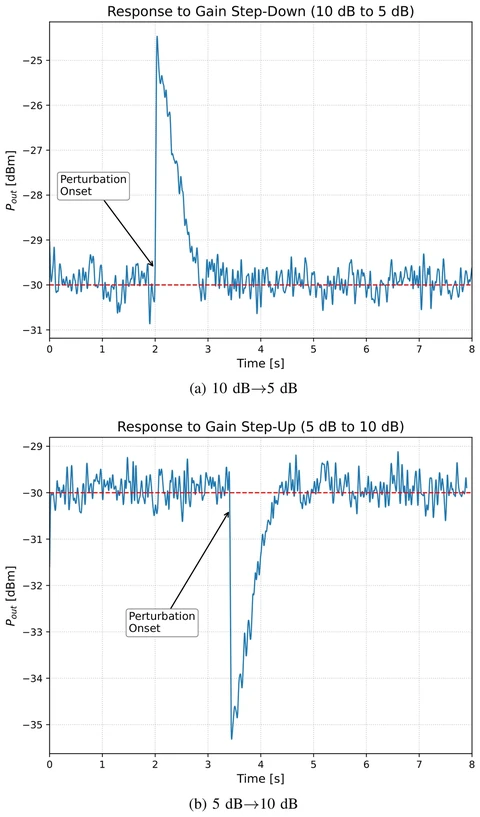 Response to Gain Step-Down (10 dB to 5 dB)
−25
−26
−27
−28
−29
−30
−31
P_out [dBm]
Perturbation
Onset
0 1 2 3 4 5 6 7 8
Time [s]
(a) 10 dB→5 dB
Response to Gain Step-Up (5 dB to 10 dB)
−29
−30
−31
−32
−33
−34
−35
P_out [dBm]
Perturbation
Onset
0 1 2 3 4 5 6 7 8
Time [s]
(b) 5 dB→10 dB